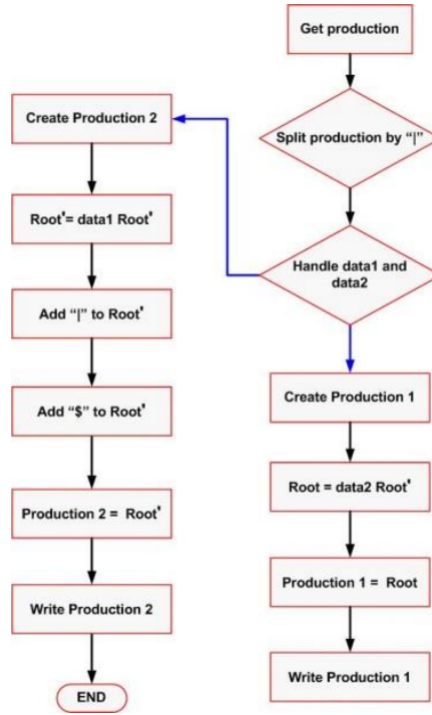 Get production
Split production by "|"
Handle data1 and
data2
Create Production 1
Root = data2 Root'
Production 1 = Root
Write Production 1
Create Production 2
Root'= data1 Root'
Add "|" to Root'
Add "$" to Root'
Production 2 = Root'
Write Production 2
END